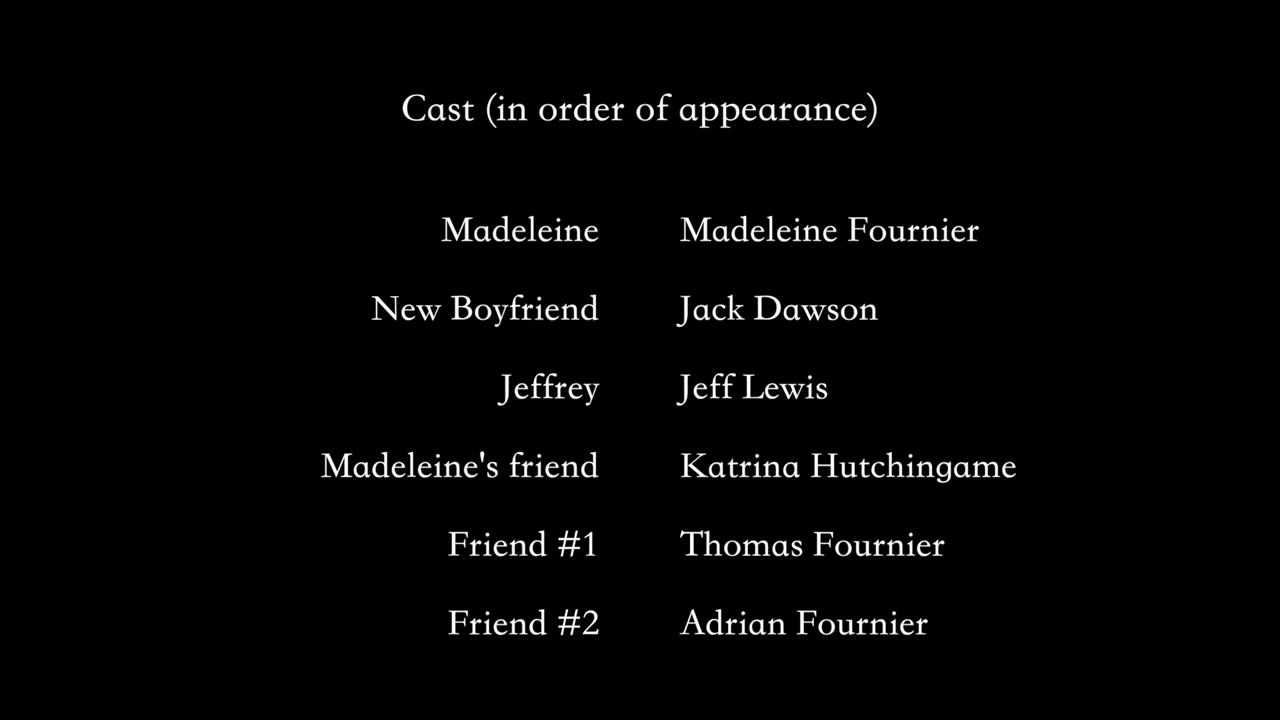 Cast (in order of appearance)
Madeleine Madeleine Fournier
New Boyfriend Jack Dawson
Jeffrey Jeff Lewis
Madeleine's friend Katrina Hutchingame
Friend #1 Thomas Fournier
Friend #2 Adrian Fournier